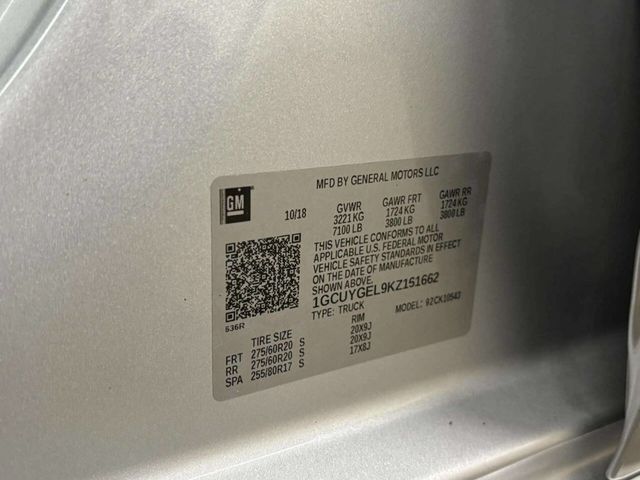 GM
MFD BY GENERAL MOTORS LLC
10/18
GVWR GAWR FRT GAWR RR
3221 KG 1724 KG 1724 KG
7100 LB 3800 LB 3800 LB
THIS VEHICLE CONFORMS TO ALL
APPLICABLE U.S. FEDERAL MOTOR
VEHICLE SAFETY STANDARDS IN EFFECT
ON THE DATE OF MANUFACTURE
1GCUYGEL9KZ151662
TYPE: TRUCK MODEL: 92CK10543
636R
TIRE SIZE RIM
FRT 275/60R20 S 20X9J
RR 275/60R20 S 20X9J
SPA 255/80R17 S 17X8J